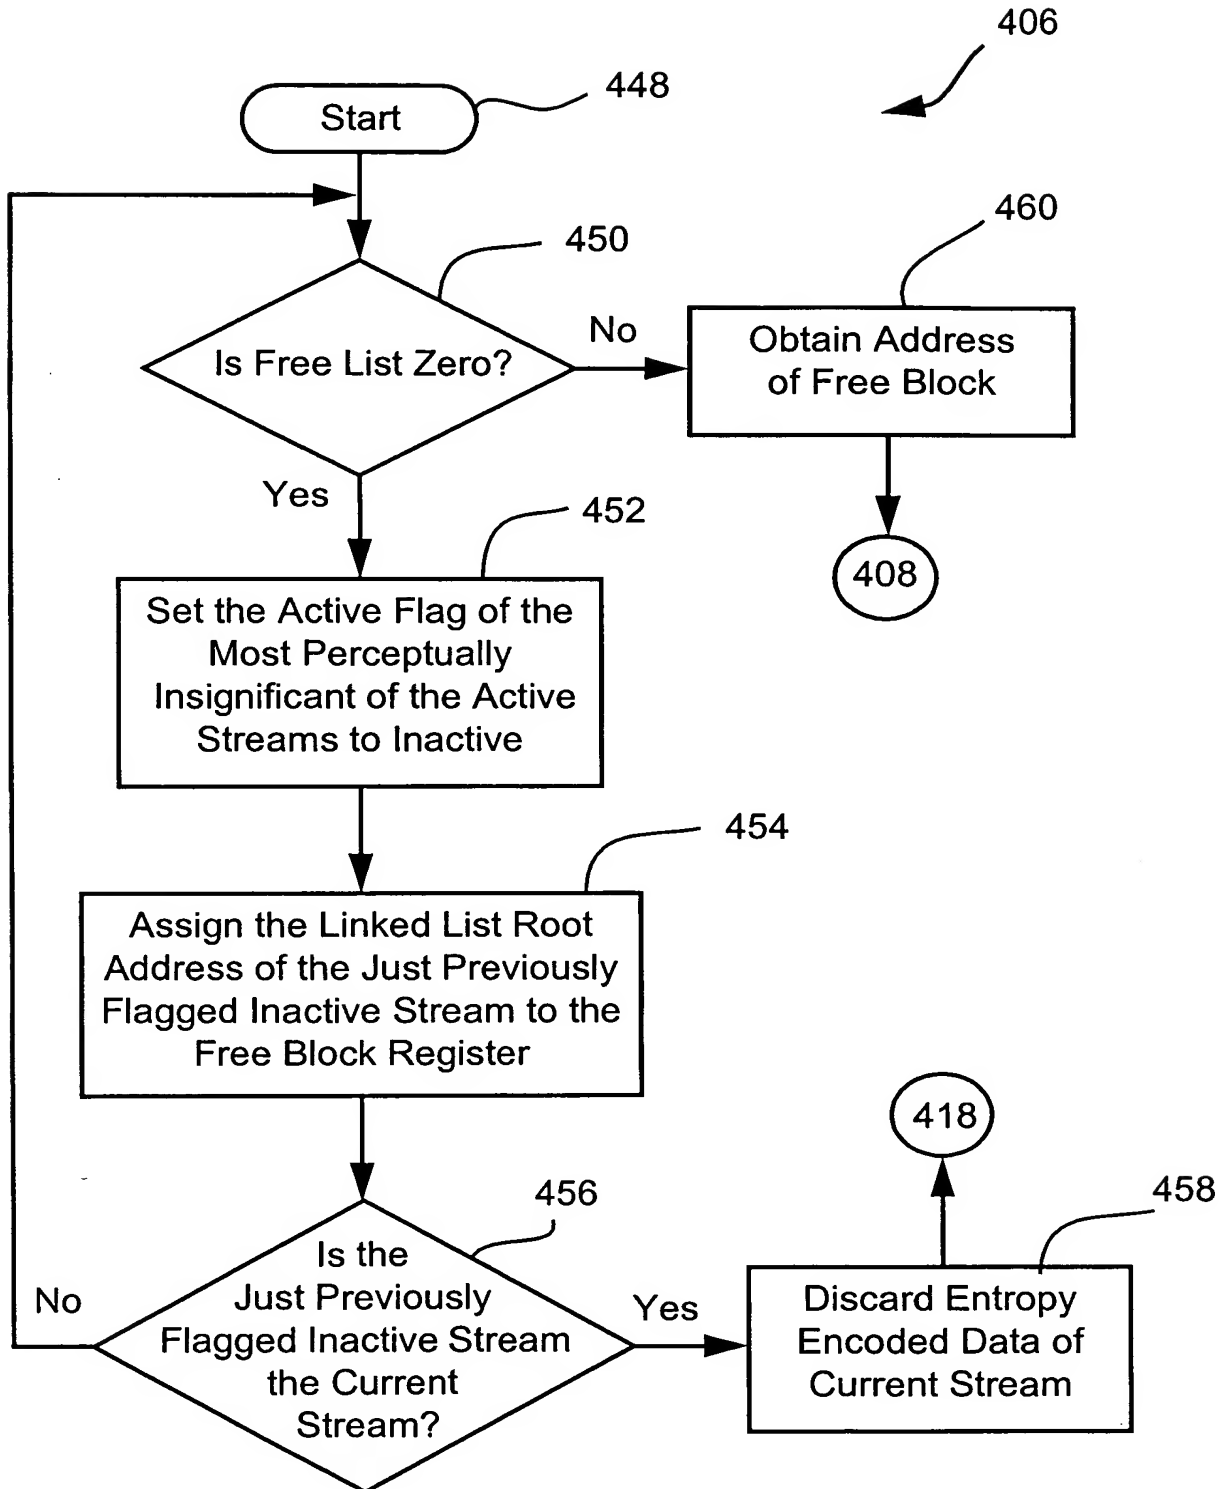 406
448
Start
460
450
No
Obtain Address
of Free Block
Is Free List Zero?
Yes
452
408
Set the Active Flag of the
Most Perceptually
Insignificant of the Active
Streams to Inactive
454
Assign the Linked List Root
Address of the Just Previously
Flagged Inactive Stream to the
Free Block Register
418
456
458
Is the
Just Previously
Flagged Inactive Stream
the Current
Stream?
No
Yes
Discard Entropy
Encoded Data of
Current Stream